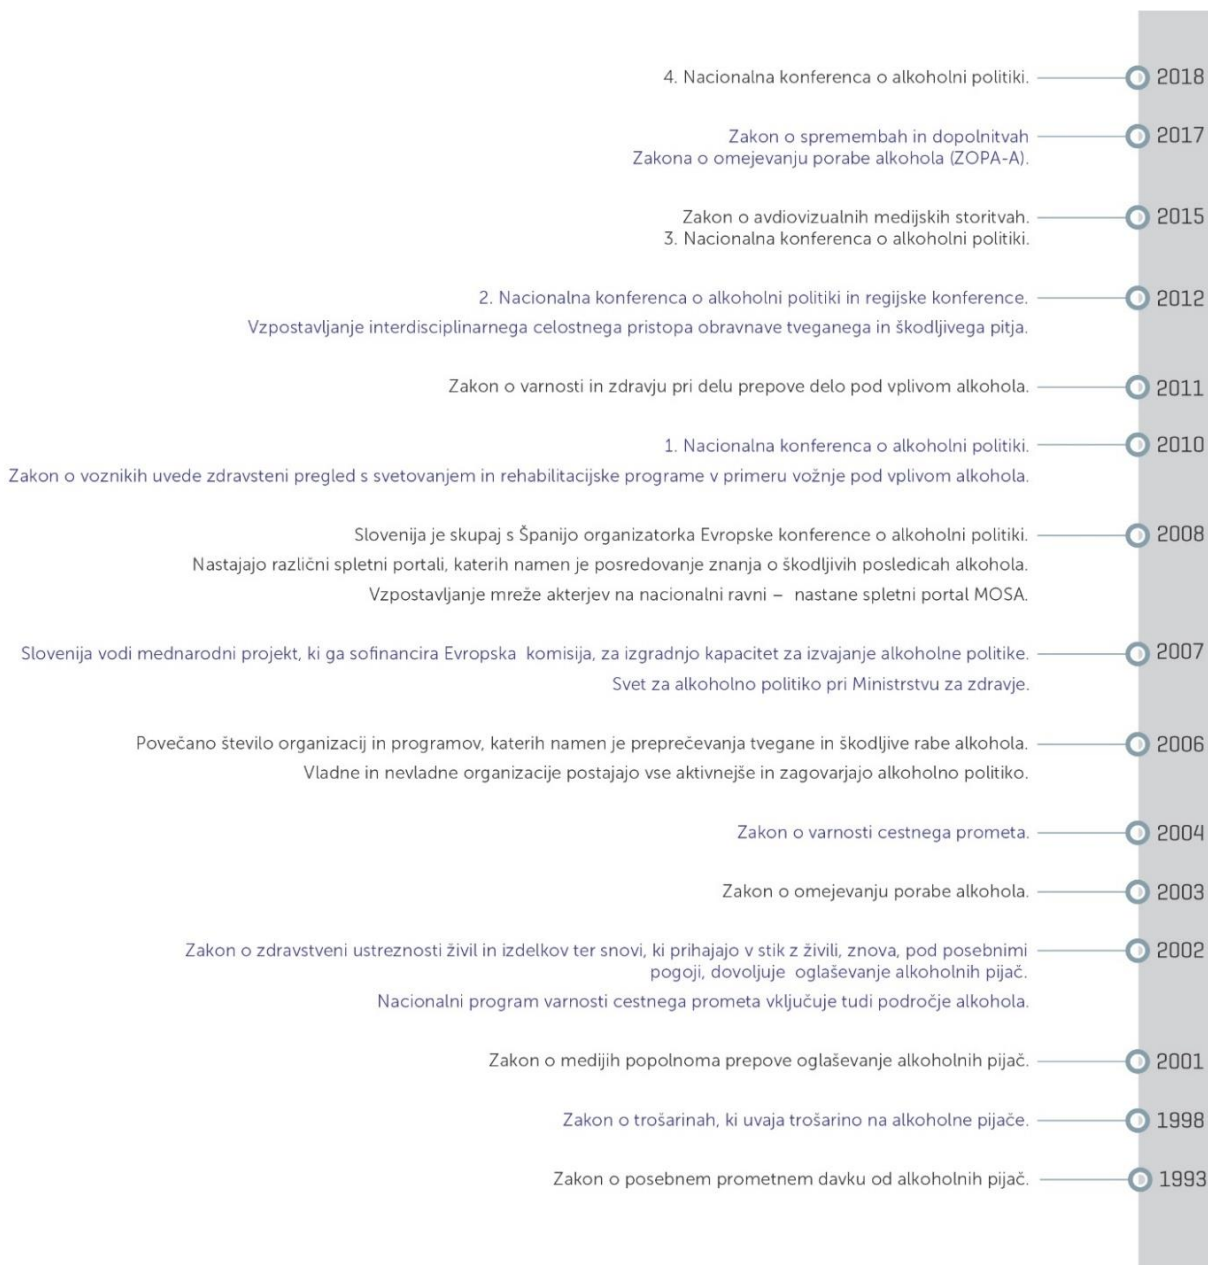 4. Nacionalna konferenca o alkoholni politiki. 2018
Zakon o spremembah in dopolnitvah 2017
Zakona o omejevanju porabe alkohola (ZOPA-A).
Zakon o avdiovizualnih medijskih storitvah. 2015
3. Nacionalna konferenca o alkoholni politiki.
2. Nacionalna konferenca o alkoholni politiki in regijske konference. 2012
Vzpostavljanje interdisciplinarnega celostnega pristopa obravnave tveganega in škodljivega pitja.
Zakon o varnosti in zdravju pri delu prepove delo pod vplivom alkohola. 2011
1. Nacionalna konferenca o alkoholni politiki. 2010
Zakon o voznikih uvede zdravsteni pregled s svetovanjem in rehabilitacijske programe v primeru vožnje pod vplivom alkohola.
Slovenija je skupaj s Španijo organizatorka Evropske konference o alkoholni politiki. 2008
Nastajajo različni spletni portali, katerih namen je posredovanje znanja o škodljivih posledicah alkohola.
Vzpostavljanje mreže akterjev na nacionalni ravni – nastane spletni portal MOSA.
Slovenija vodi mednarodni projekt, ki ga sofinancira Evropska komisija, za izgradnjo kapacitet za izvajanje alkoholne politike. 2007
Svet za alkoholno politiko pri Ministrstvu za zdravje.
Povečano število organizacij in programov, katerih namen je preprečevanja tvegane in škodljive rabe alkohola. 2006
Vladne in nevladne organizacije postajajo vse aktivnejše in zagovarjajo alkoholno politiko.
Zakon o varnosti cestnega prometa. 2004
Zakon o omejevanju porabe alkohola. 2003
Zakon o zdravstveni ustreznosti živil in izdelkov ter snovi, ki prihajajo v stik z živili, znova, pod posebnimi 2002
pogoji, dovoljuje oglaševanje alkoholnih pijač.
Nacionalni program varnosti cestnega prometa vključuje tudi področje alkohola.
Zakon o medijih popolnoma prepove oglaševanje alkoholnih pijač. 2001
Zakon o trošarinah, ki uvaja trošarino na alkoholne pijače. 1998
Zakon o posebnem prometnem davku od alkoholnih pijač. 1993